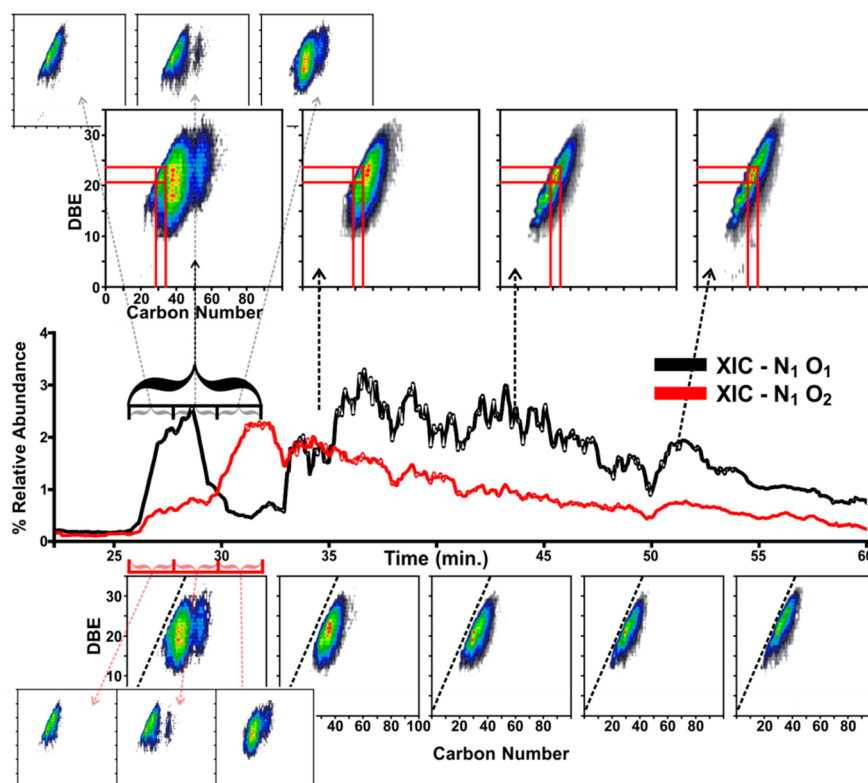 30
20
10
0
DBE
0 20 40 60 80
Carbon Number
4
3
2
1
0
% Relative Abundance
XIC - N₁ O₁
XIC - N₁ O₂
25 30 35 Time (min.) 45 50 55 60
30
20
10
DBE
40 60 80 100
20 40 60 80
20 40 60 80
20 40 60 80
Carbon Number